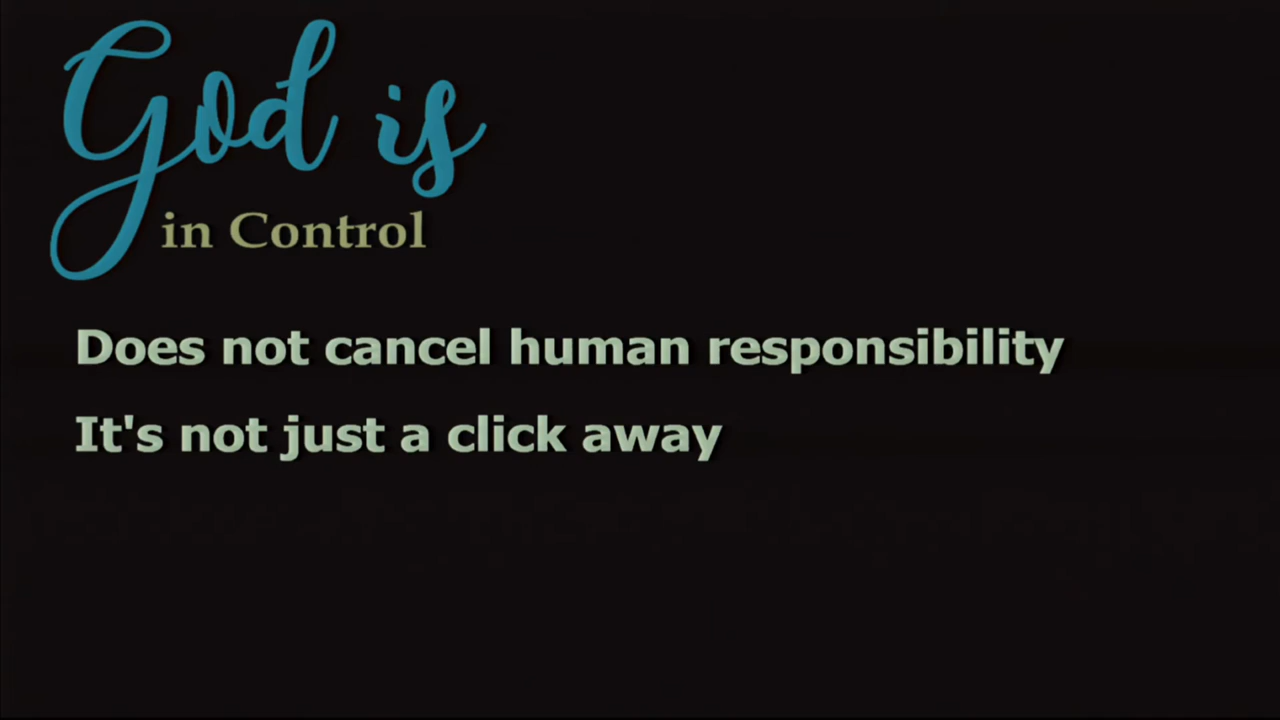 God is
in Control
Does not cancel human responsibility
It's not just a click away